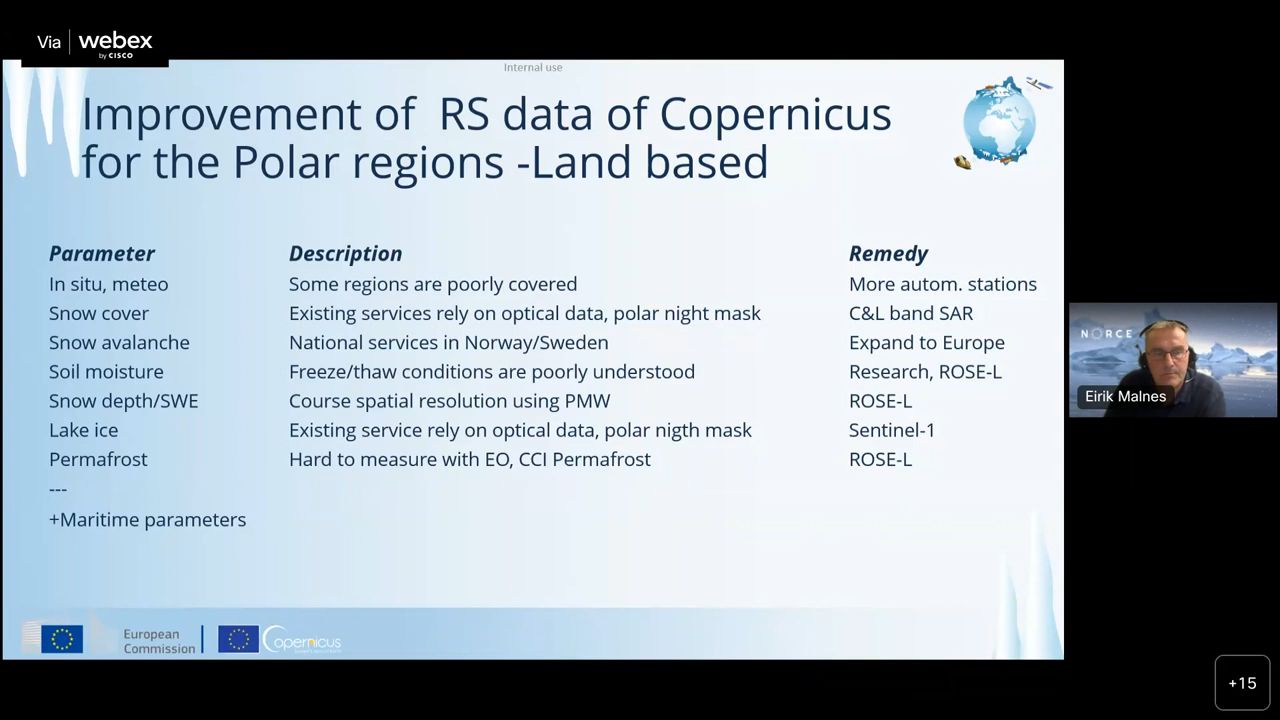 Via webex
by CISCO
Internal use
Improvement of RS data of Copernicus
for the Polar regions -Land based
Parameter Description Remedy
In situ, meteo Some regions are poorly covered More autom. stations
Snow cover Existing services rely on optical data, polar night mask C&L band SAR
Snow avalanche National services in Norway/Sweden Expand to Europe
Soil moisture Freeze/thaw conditions are poorly understood Research, ROSE-L
Snow depth/SWE Course spatial resolution using PMW ROSE-L
Lake ice Existing service rely on optical data, polar nigth mask Sentinel-1
Permafrost Hard to measure with EO, CCI Permafrost ROSE-L
---
+Maritime parameters
NORCE
Eirik Malnes
European
Commission
opernicus
+15